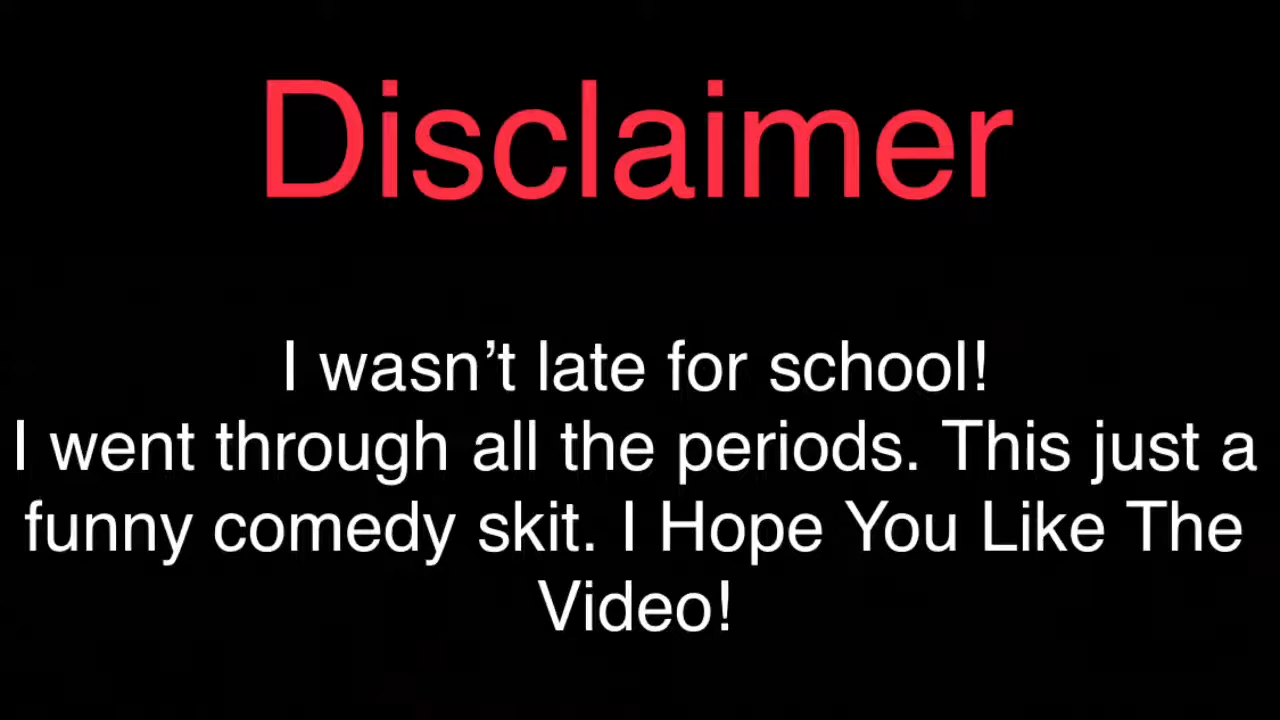 Disclaimer
I wasn’t late for school!
I went through all the periods. This just a
funny comedy skit. I Hope You Like The
Video!